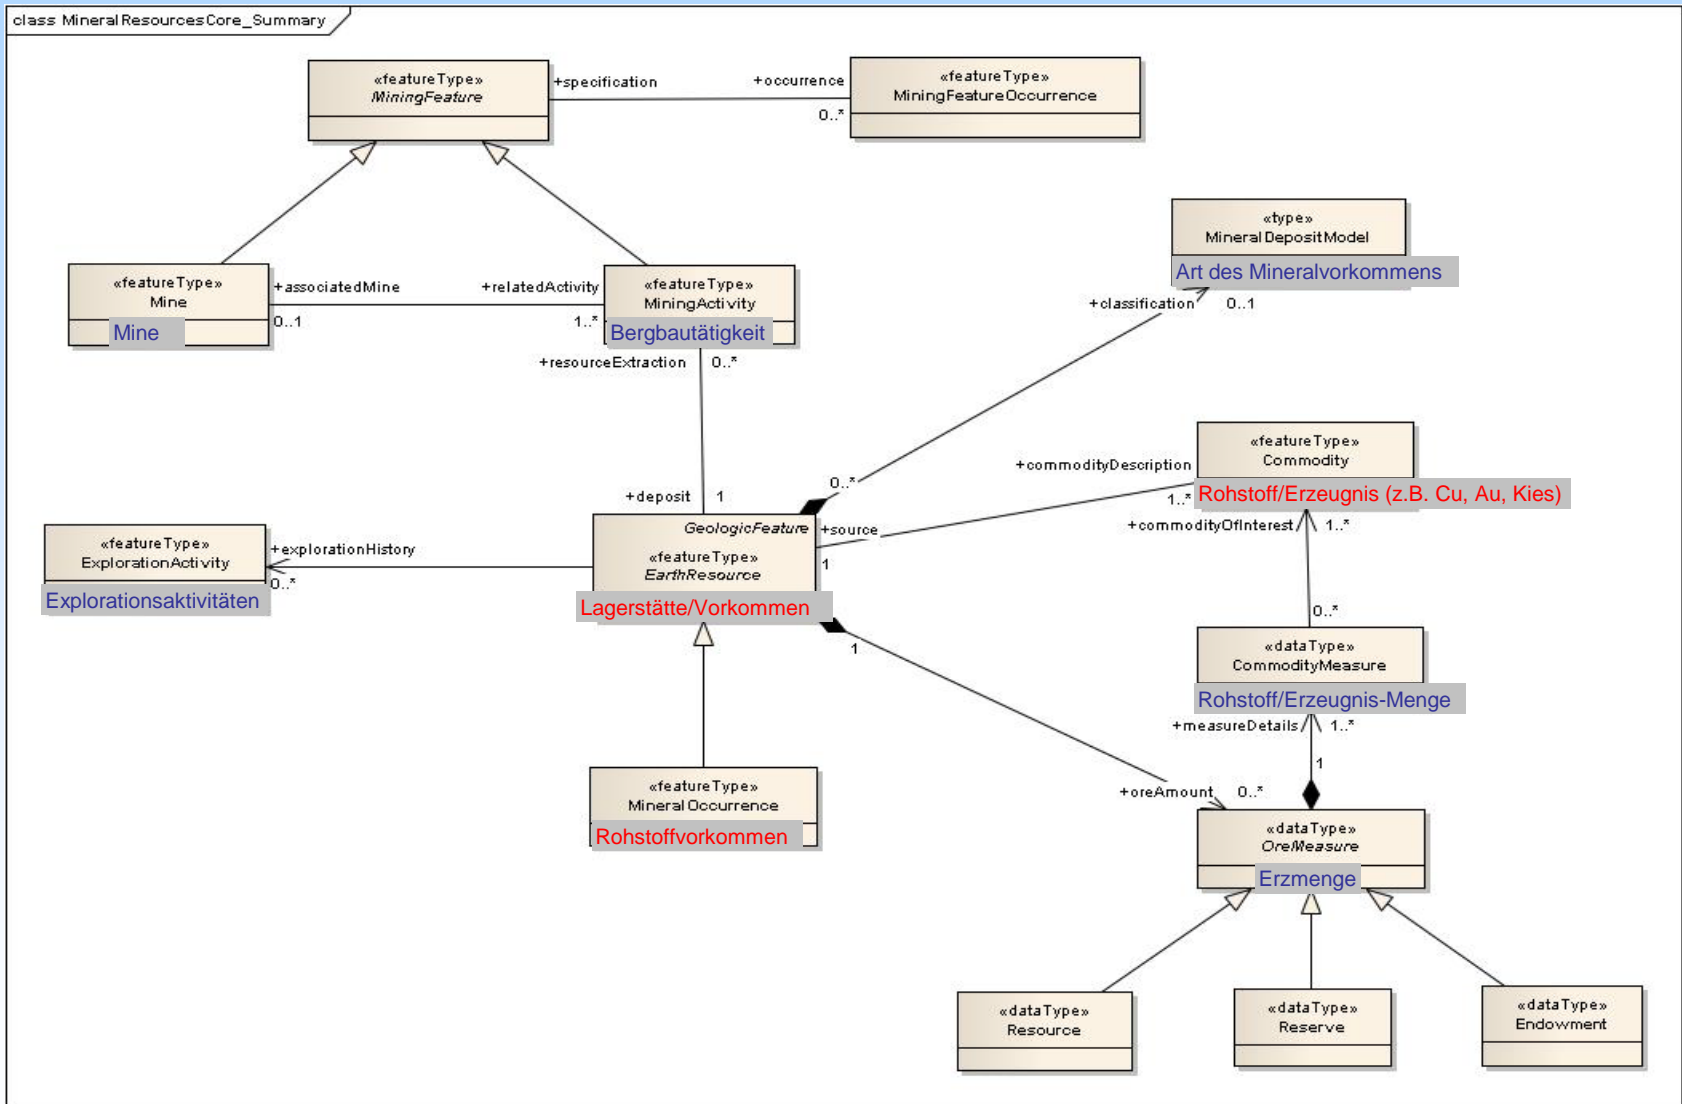 class MineralResourcesCore_Summary
«featureType»
MiningFeature
+specification
+occurrence
0..*
«featureType»
MiningFeatureOccurrence
«type»
MineralDepositModel
Art des Mineralvorkommens
+classification
0..1
«featureType»
Mine
Mine
+associatedMine
0..1
+relatedActivity
1..*
«featureType»
MiningActivity
Bergbautätigkeit
+resourceExtraction
0..*
«featureType»
Commodity
Rohstoff/Erzeugnis (z.B. Cu, Au, Kies)
+commodityDescription
1..*
+commodityOfInterest
1..*
0..*
+deposit
1
GeologicFeature
«featureType»
EarthResource
Lagerstätte/Vorkommen
+source
1
«featureType»
ExplorationActivity
Explorationsaktivitäten
+explorationHistory
0..*
0..*
«dataType»
CommodityMeasure
Rohstoff/Erzeugnis-Menge
1
+measureDetails
1..*
1
«featureType»
MineralOccurrence
Rohstoffvorkommen
+oreAmount
0..*
«dataType»
OreMeasure
Erzmenge
«dataType»
Resource
«dataType»
Reserve
«dataType»
Endowment